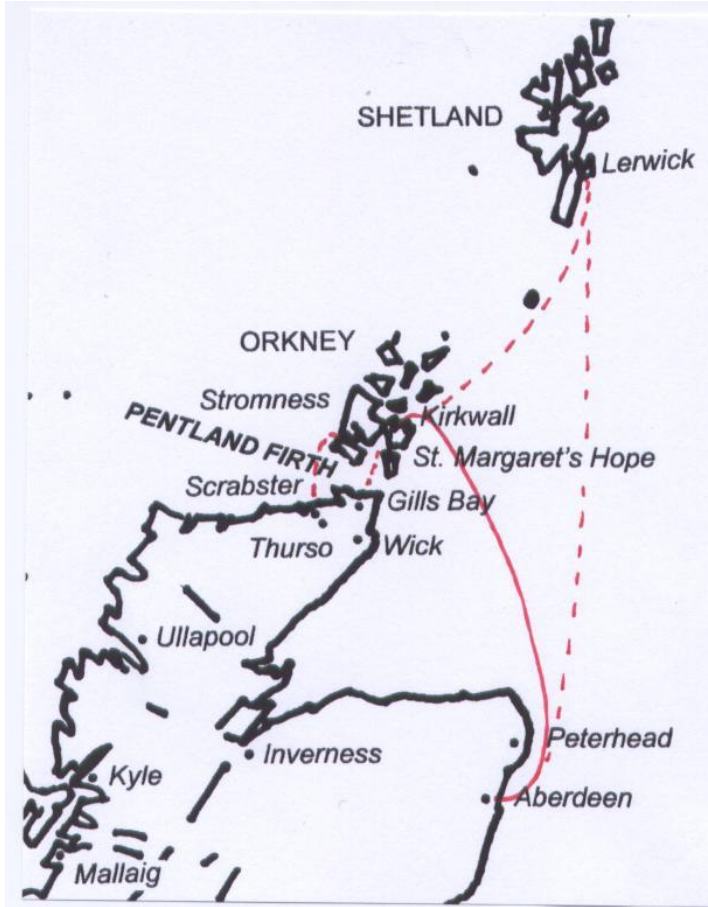 SHETLAND
Lerwick
ORKNEY
Stromness
Kirkwall
PENTLAND FIRTH
St. Margaret's Hope
Scrabster
Gills Bay
Thurso
Wick
Ullapool
Inverness
Peterhead
Kyle
Aberdeen
Mallaig